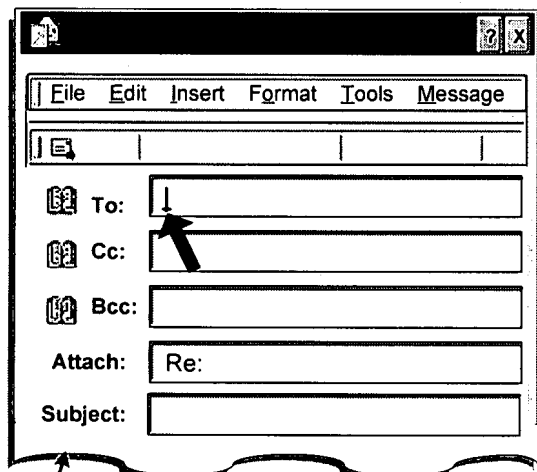 ? X
File Edit Insert Format Tools Message
To:
Cc:
Bcc:
Attach: Re:
Subject: